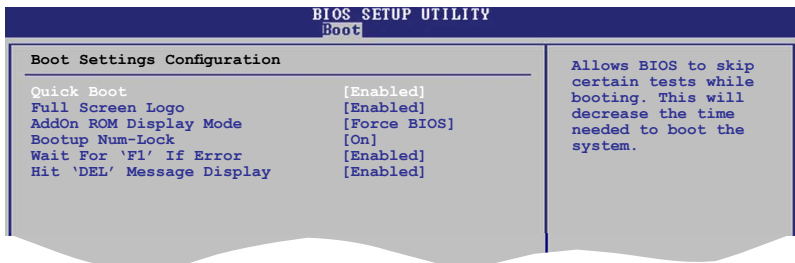 BIOS SETUP UTILITY
Boot
Boot Settings Configuration
Quick Boot [Enabled]
Full Screen Logo [Enabled]
AddOn ROM Display Mode [Force BIOS]
Bootup Num-Lock [On]
Wait For ‘F1’ If Error [Enabled]
Hit ‘DEL’ Message Display [Enabled]
Allows BIOS to skip
certain tests while
booting. This will
decrease the time
needed to boot the
system.